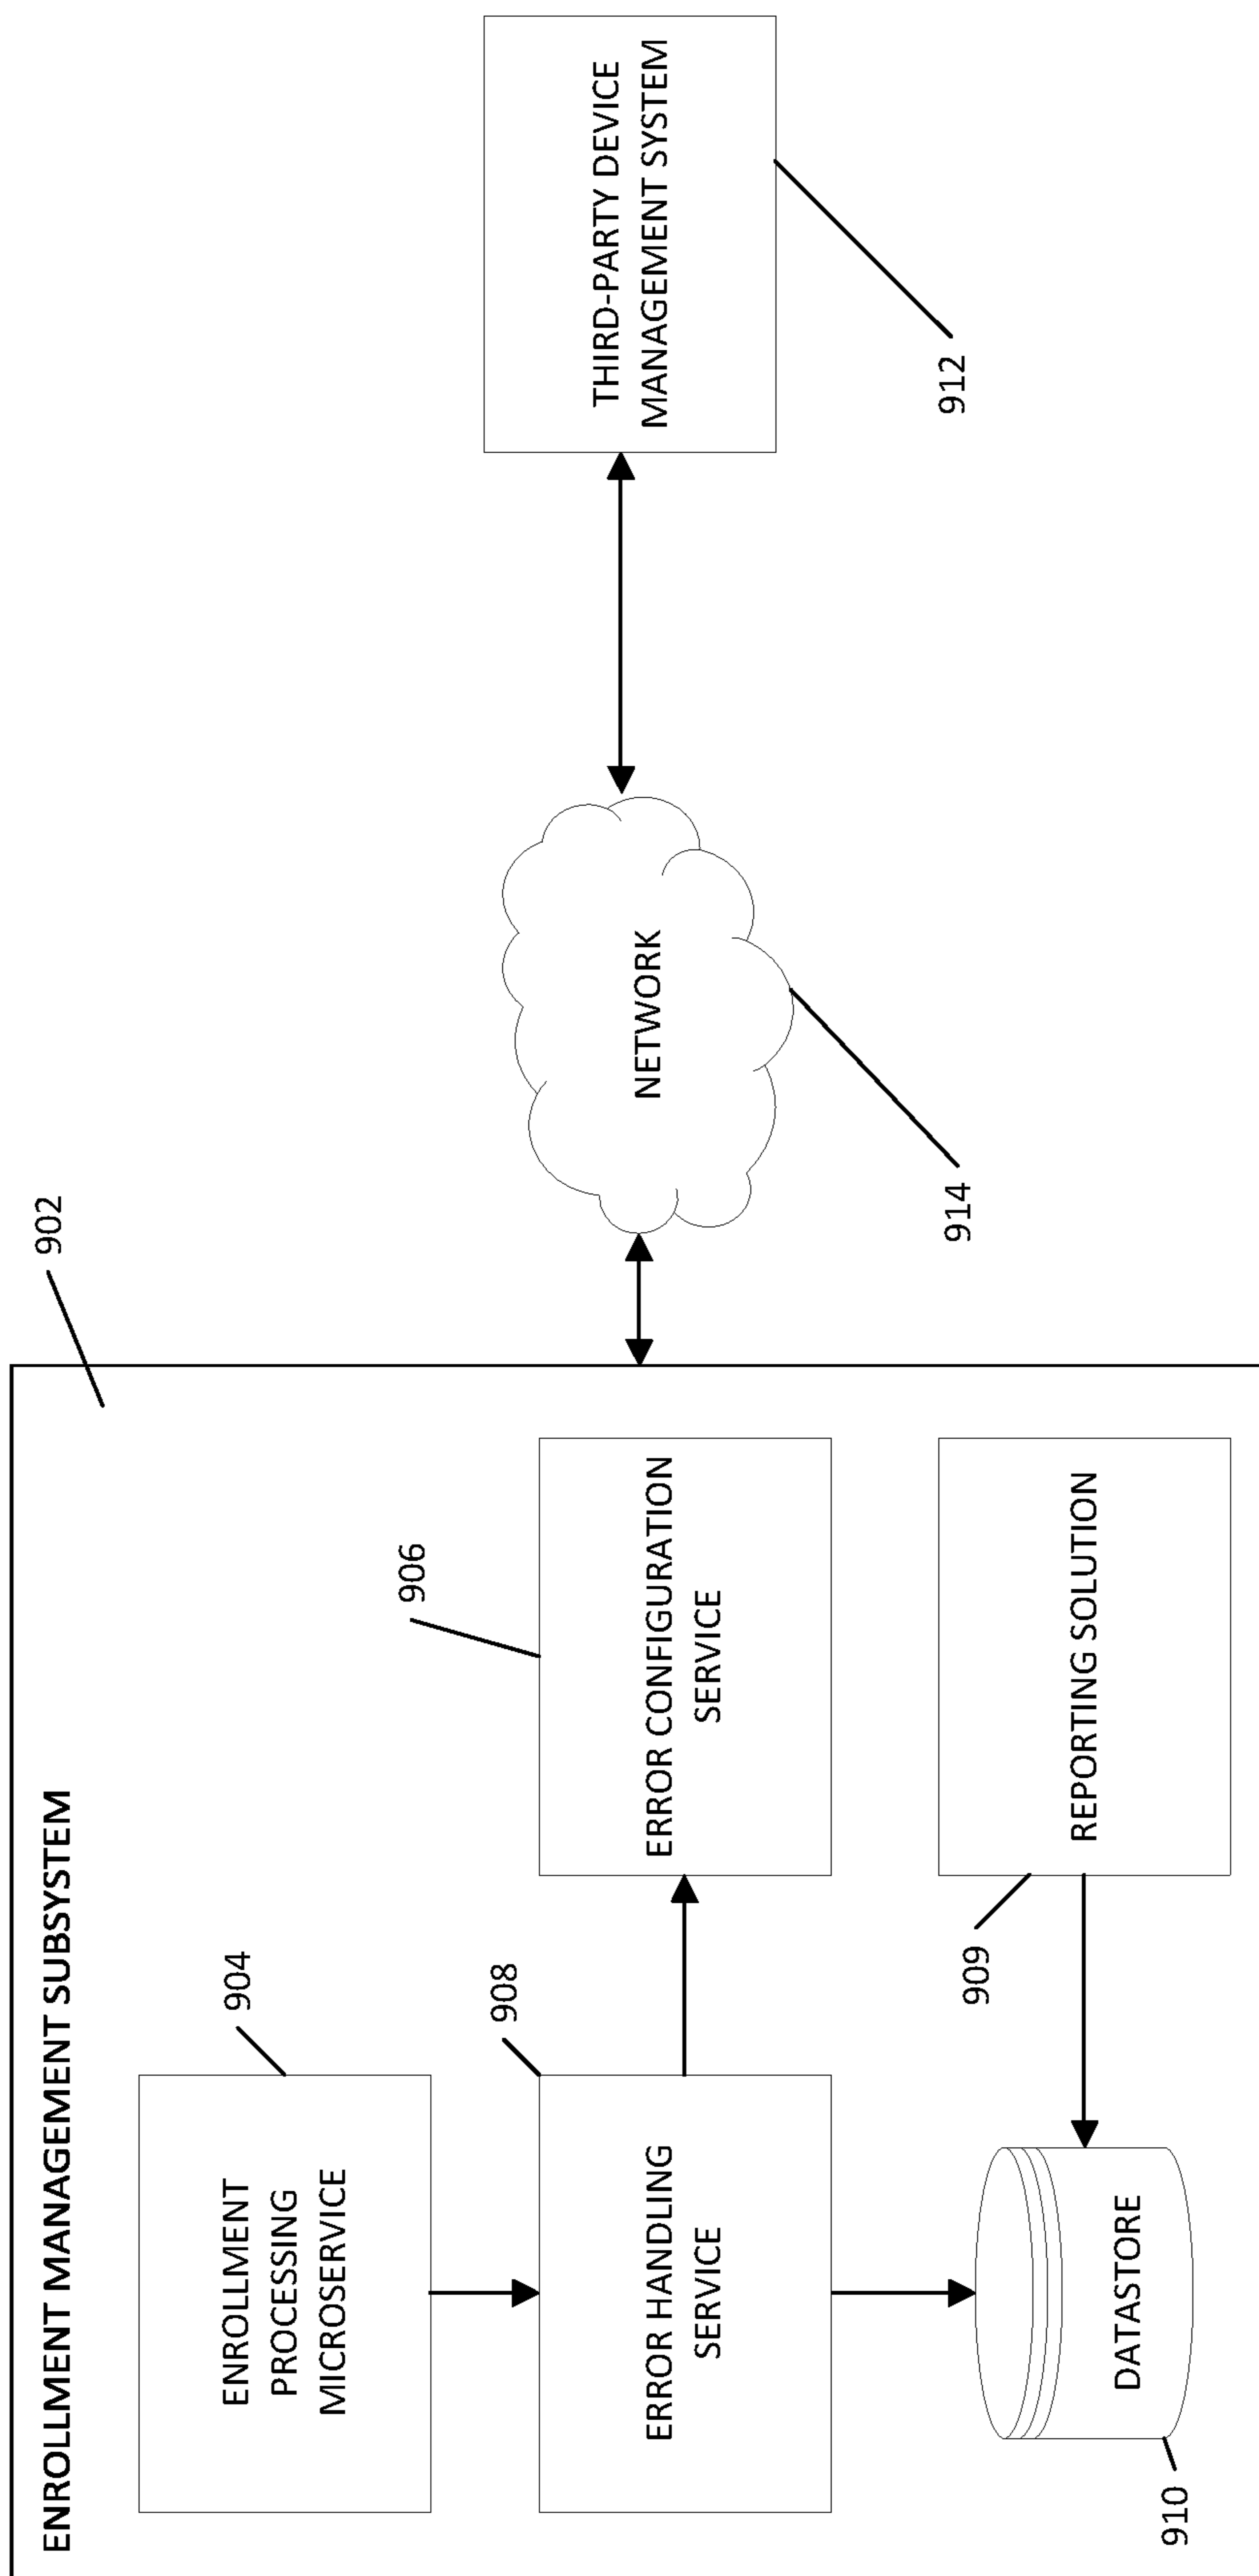 ENROLLMENT MANAGEMENT SUBSYSTEM
902
904
ENROLLMENT
PROCESSING
MICROSERVICE
908
ERROR HANDLING
SERVICE
906
ERROR CONFIGURATION
SERVICE
910
DATASTORE
909
REPORTING SOLUTION
NETWORK
914
THIRD-PARTY DEVICE
MANAGEMENT SYSTEM
912